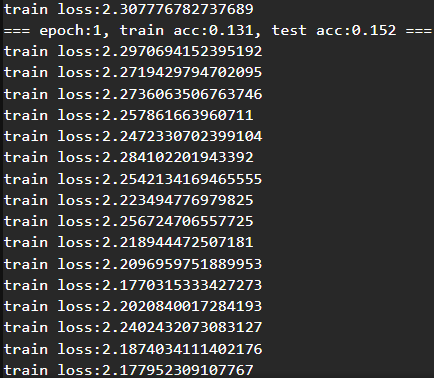 train loss:2.307776782737689
=== epoch:1, train acc:0.131, test acc:0.152 ===
train loss:2.2970694152395192
train loss:2.2719429794702095
train loss:2.2736063506763746
train loss:2.257861663960711
train loss:2.2472330702399104
train loss:2.284102201943392
train loss:2.2542134169465555
train loss:2.223494776979825
train loss:2.256724706557725
train loss:2.218944472507181
train loss:2.2096959751889953
train loss:2.1770315333427273
train loss:2.2020840017284193
train loss:2.2402432073083127
train loss:2.1874034111402176
train loss:2.177952309107767